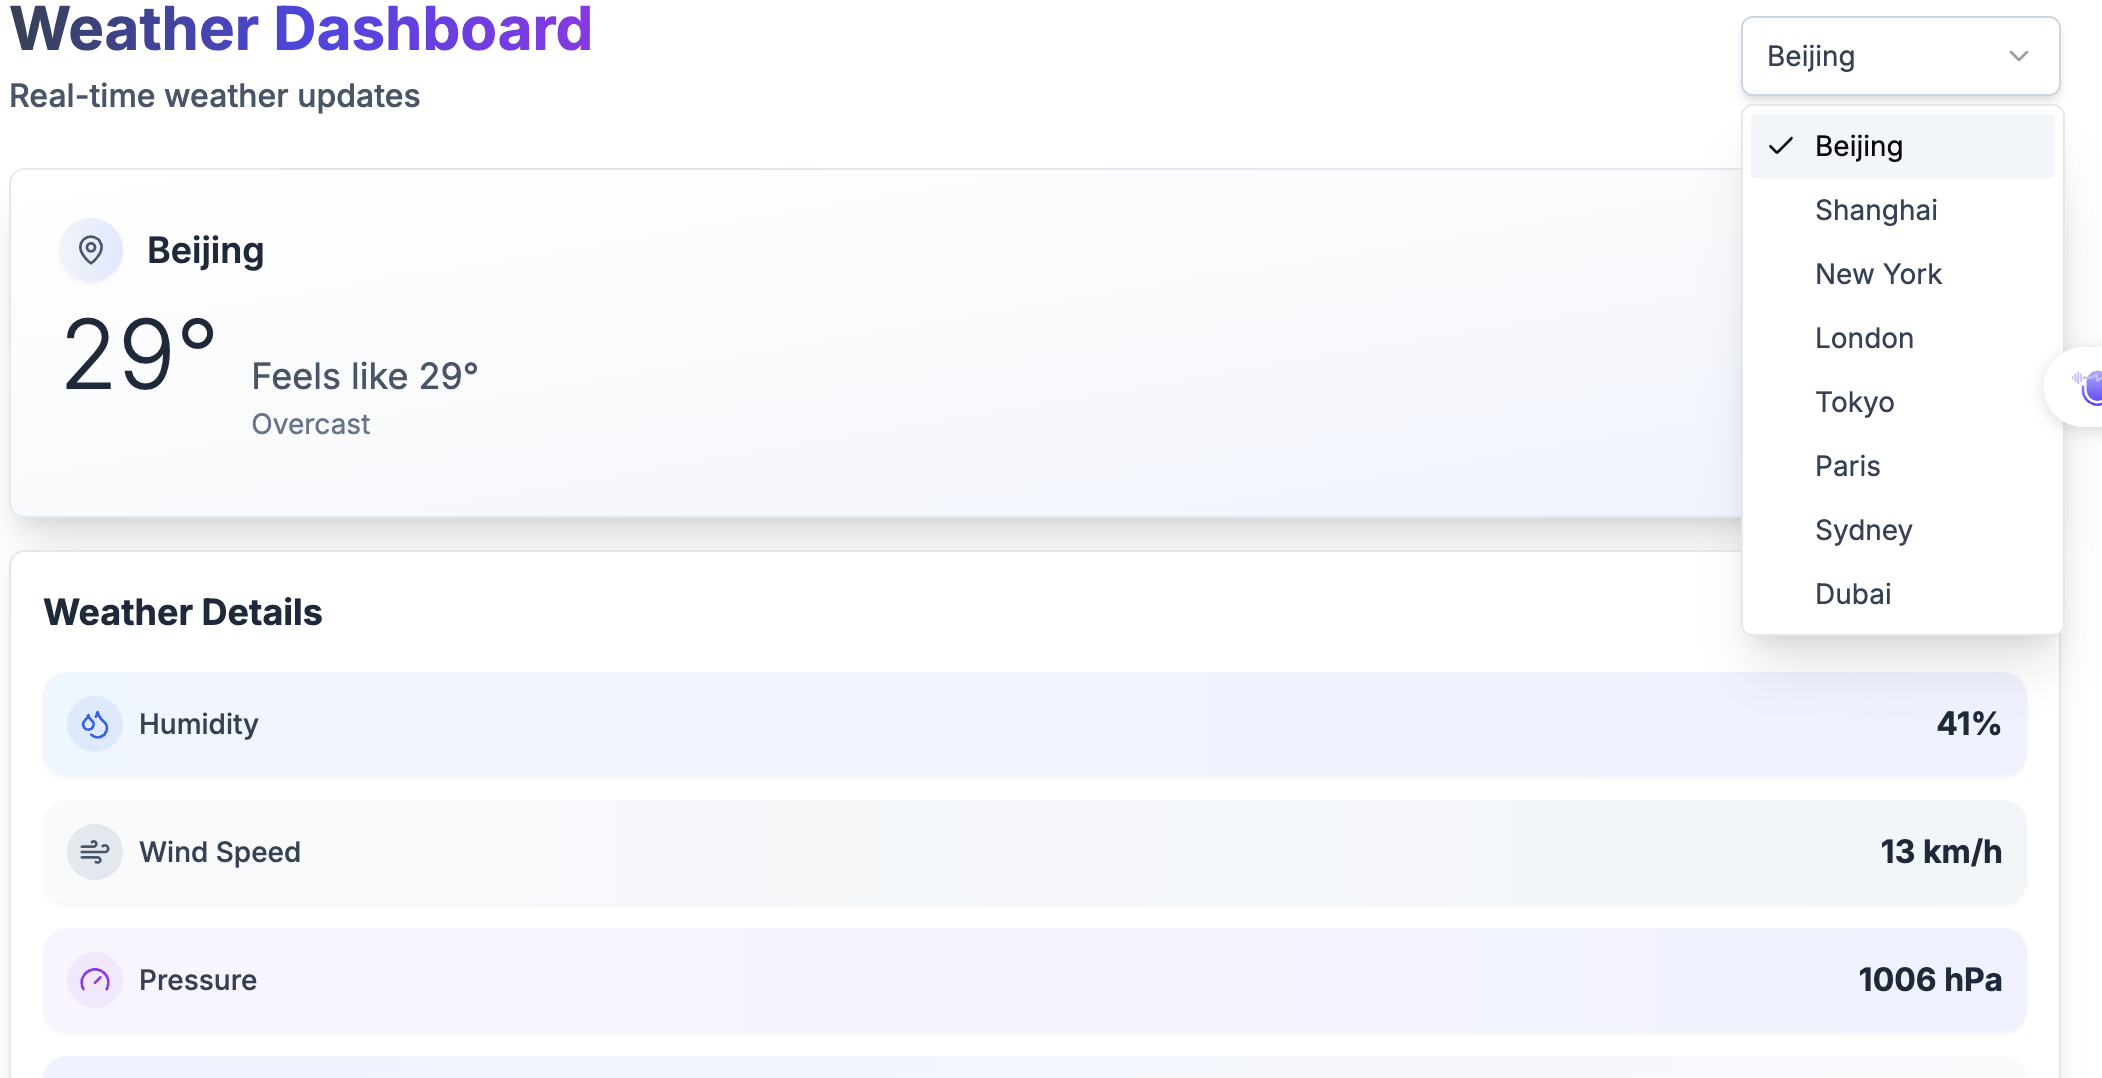 Weather Dashboard
Real-time weather updates
Beijing
Beijing
Shanghai
New York
London
Tokyo
Paris
Sydney
Dubai
Beijing
29°
Feels like 29°
Overcast
Weather Details
Humidity 41%
Wind Speed 13 km/h
Pressure 1006 hPa